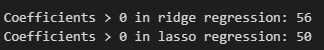 Coefficients > 0 in ridge regression: 56
Coefficients > 0 in lasso regression: 50